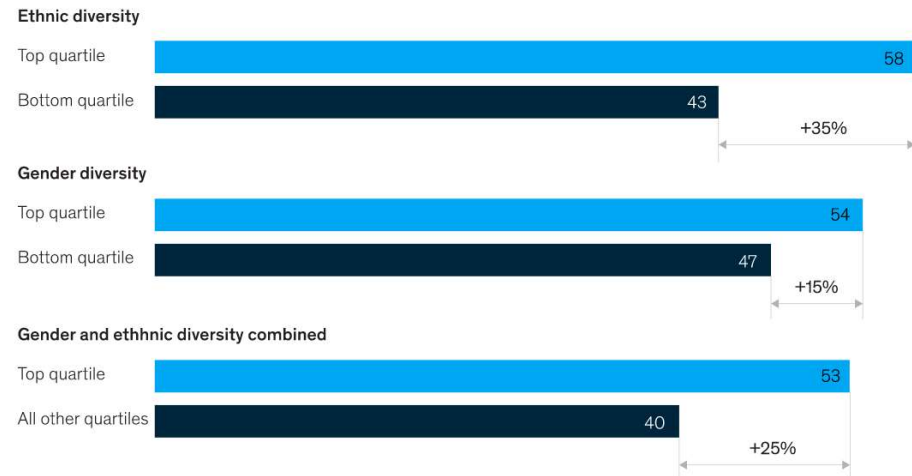 Ethnic diversity
Top quartile 58
Bottom quartile 43
+35%
Gender diversity
Top quartile 54
Bottom quartile 47
+15%
Gender and ethhnic diversity combined
Top quartile 53
All other quartiles 40
+25%